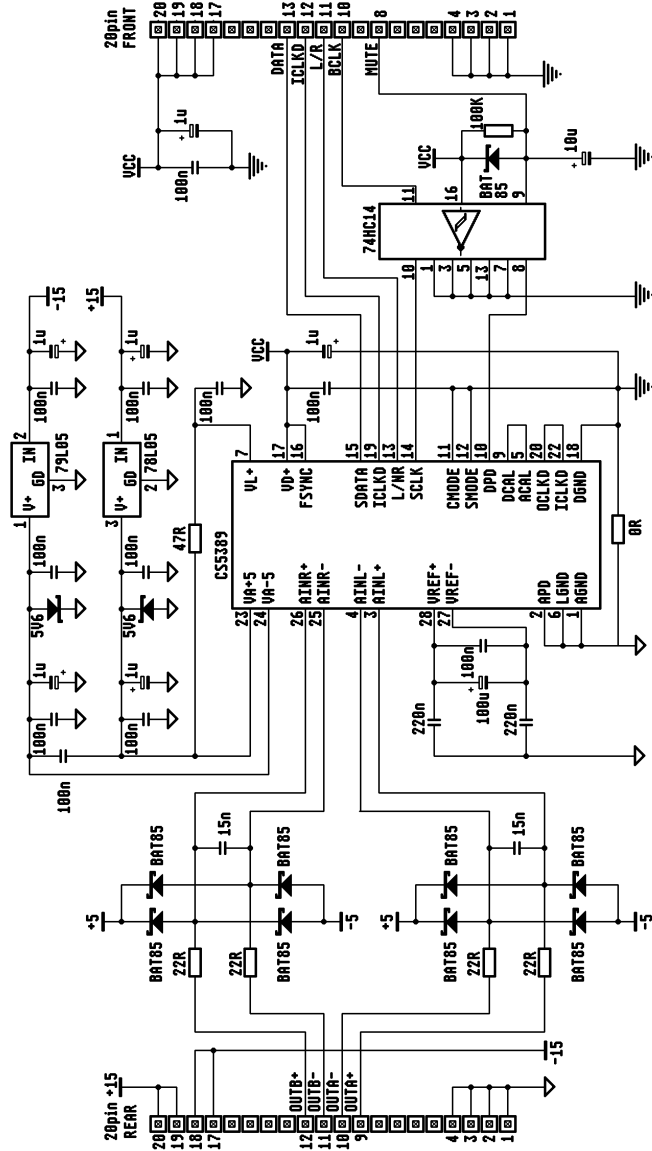 20pin
FRONT
20
19
18
17
13
12
11
10
8
4
3
2
1
DATA
ICLKD
L/R
BCLK
MUTE
VCC
1u
+
100n
VCC
100K
BAT
85
10u
+
16
11
9
74HC14
10
1
3
5
13
7
8
-15
+15
1u
+
100n
2
IN
GD
V+
79L05
3
1
1u
+
100n
1
IN
GD
V+
78L05
2
3
100n
5V6
1u
+
100n
100n
5V6
1u
+
100n
100n
100n
47R
VCC
1u
+
100n
CS5389
7
VL+
17
VD+
16
FSYNC
15
SDATA
19
ICLKD
13
L/NR
14
SCLK
11
CMODE
12
SMODE
10
DPD
9
DCAL
5
ACAL
20
OCLKD
22
ICLKD
18
DGND
23
VA+5
24
VA-5
26
AINR+
25
AINR-
4
AINL-
3
AINL+
28
VREF+
27
VREF-
2
APD
6
LGND
1
AGND
0R
100n
100u
+
220n
220n
15n
15n
BAT85
BAT85
BAT85
BAT85
BAT85
BAT85
BAT85
BAT85
+5
-5
+5
-5
22R
22R
22R
22R
20pin
REAR
+15
-15
20
19
18
17
12
11
10
9
4
3
2
1
OUTB+
OUTB-
OUTA-
OUTA+